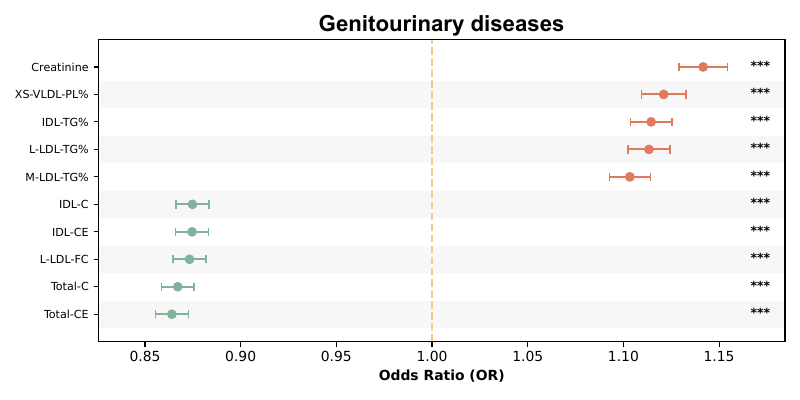 Genitourinary diseases
Creatinine ***
XS-VLDL-PL% ***
IDL-TG% ***
L-LDL-TG% ***
M-LDL-TG% ***
IDL-C ***
IDL-CE ***
L-LDL-FC ***
Total-C ***
Total-CE ***
0.85 0.90 0.95 1.00 1.05 1.10 1.15
Odds Ratio (OR)